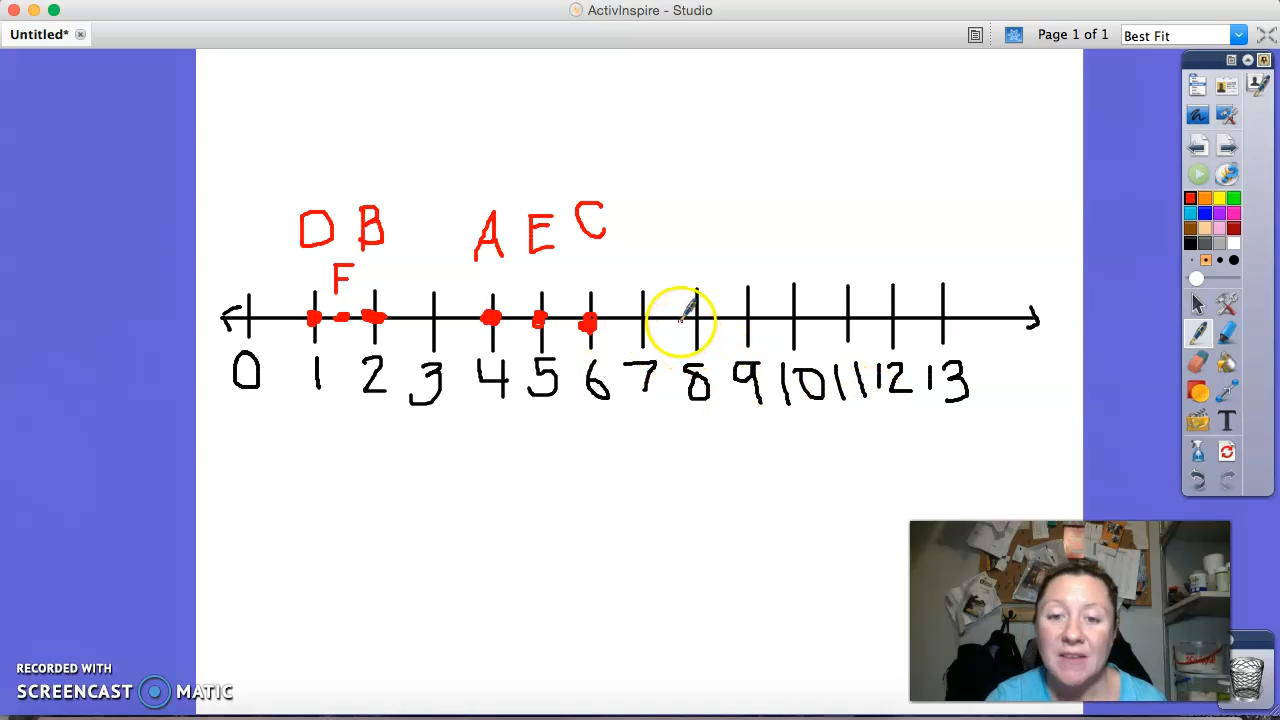 ActivInspire - Studio
Untitled*
Page 1 of 1
Best Fit
D B A E C
F
0 1 2 3 4 5 6 7 8 9 10 11 12 13
RECORDED WITH
SCREENCAST MATIC
T